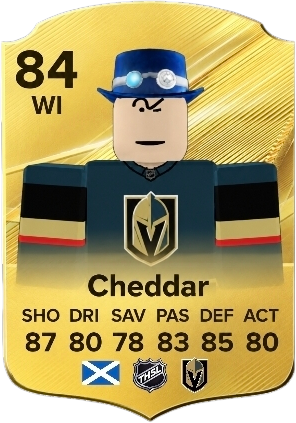 84
WI
Cheddar
SHO DRI SAV PAS DEF ACT
87 80 78 83 85 80
THSL